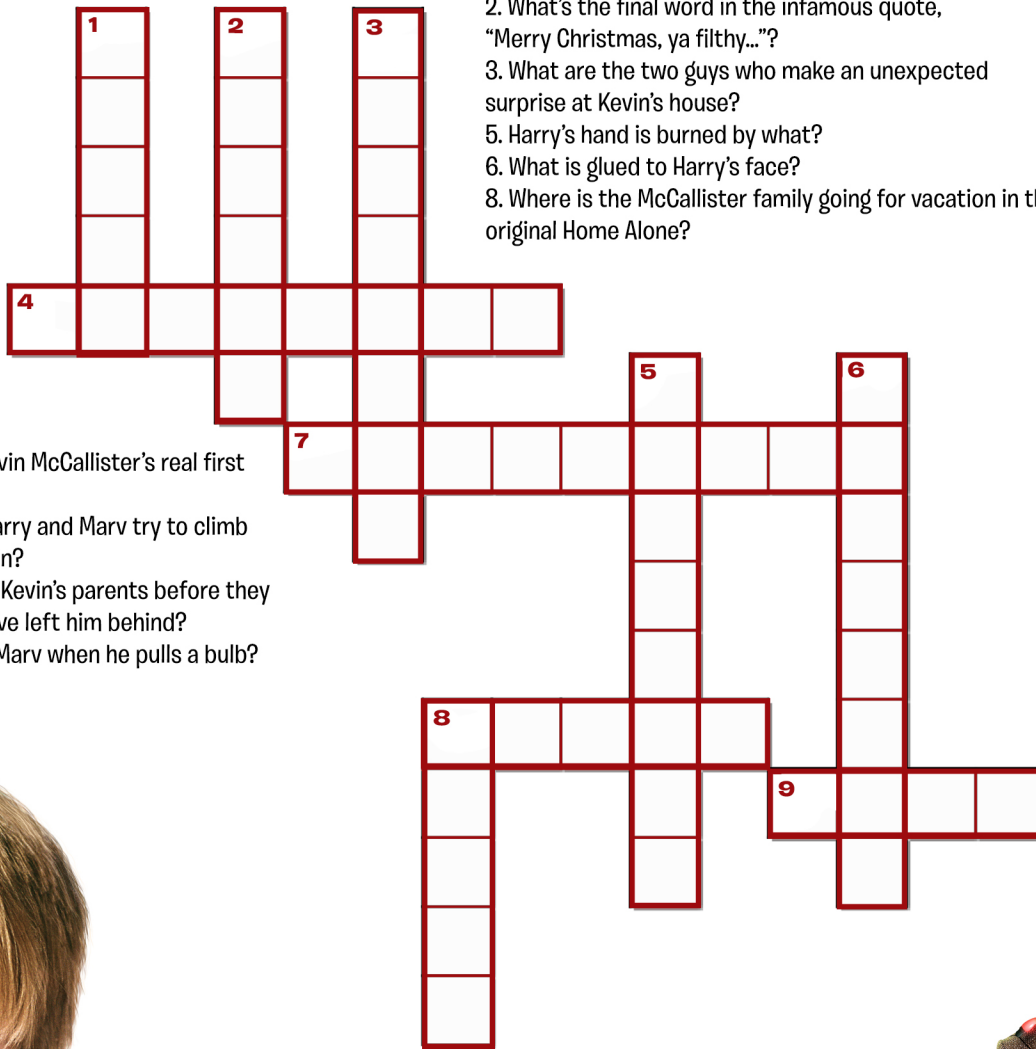 1
2
3
2. What's the final word in the infamous quote,
“Merry Christmas, ya filthy...”?
3. What are the two guys who make an unexpected
surprise at Kevin’s house?
5. Harry’s hand is burned by what?
6. What is glued to Harry’s face?
8. Where is the McCallister family going for vacation in
original Home Alone?
4
5
6
7
McCallister’s real first
and Marv try to climb
Kevin’s parents before they
left him behind?
Marv when he pulls a bulb?
8
9